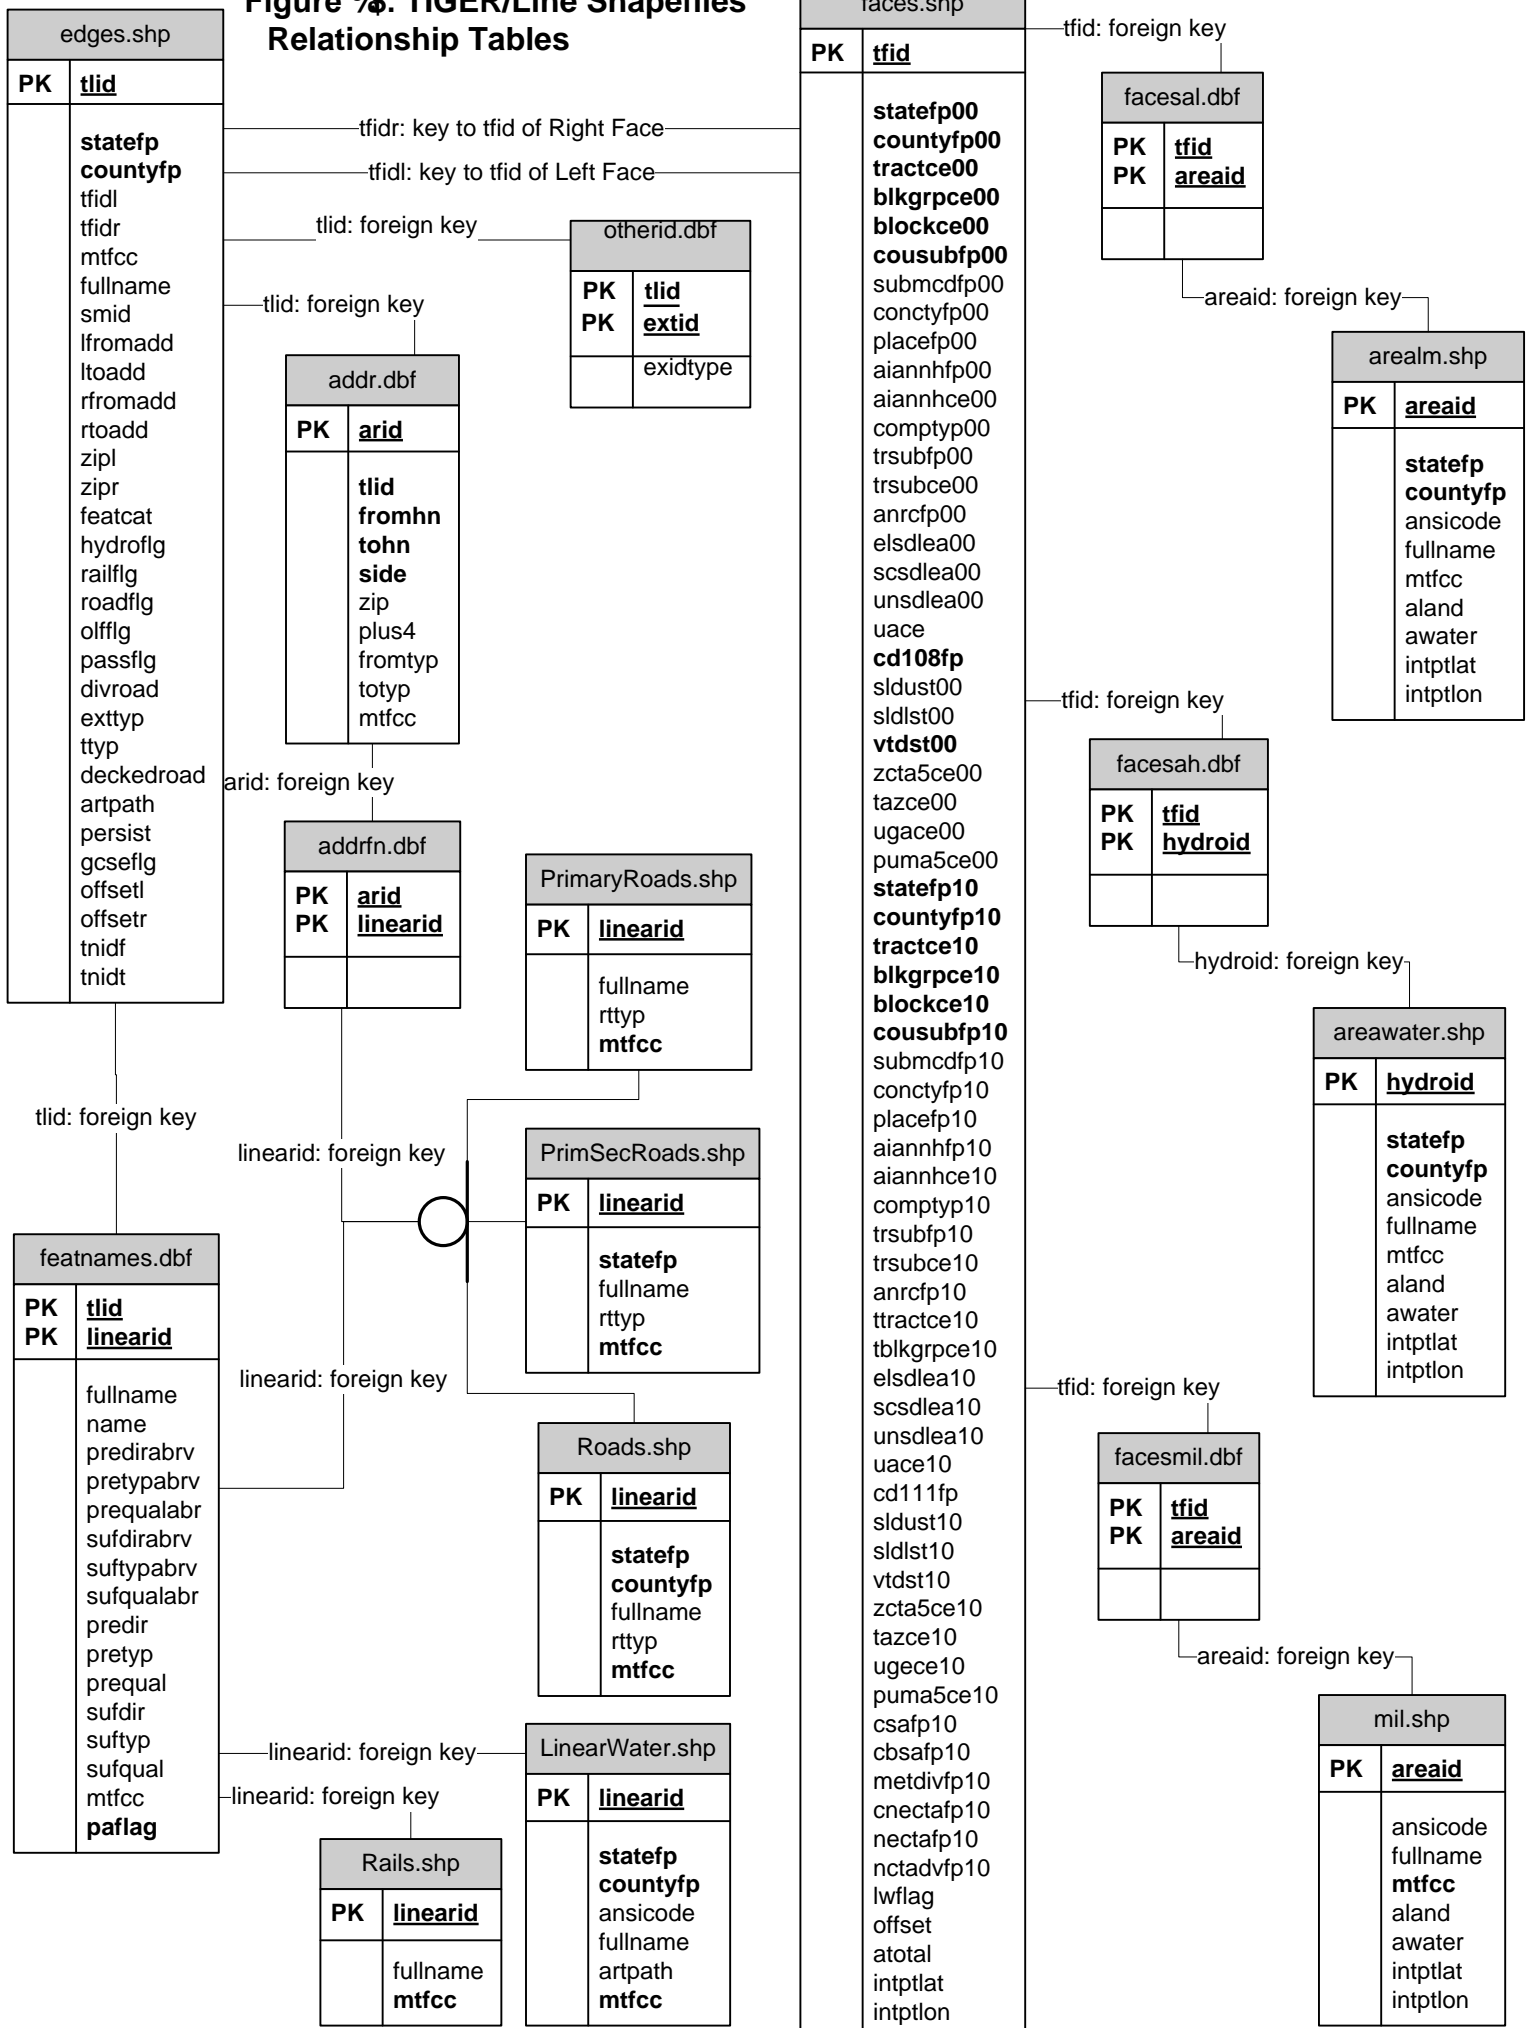 Figure : TIGER/Line Shapefiles
Relationship Tables
edges.shp
PK tlid
statefp
countyfp
tfidl
tfidr
mtfcc
fullname
smid
lfromadd
ltoadd
rfromadd
rtoadd
zipl
zipr
featcat
hydroflg
railflg
roadflg
olfflg
passflg
divroad
exttyp
ttyp
deckedroad
artpath
persist
gcseflg
offsetl
offsetr
tnidf
tnidt
tfidr: key to tfid of Right Face
tfidl: key to tfid of Left Face
tlid: foreign key
otherid.dbf
PK tlid
PK extid
exidtype
tlid: foreign key
addr.dbf
PK arid
tlid
fromhn
tohn
side
zip
plus4
fromtyp
totyp
mtfcc
arid: foreign key
addrfn.dbf
PK arid
PK linearid
PrimaryRoads.shp
PK linearid
fullname
rttyp
mtfcc
tlid: foreign key
linearid: foreign key
PrimSecRoads.shp
PK linearid
statefp
fullname
rttyp
mtfcc
featnames.dbf
PK tlid
PK linearid
fullname
name
predirabrv
pretypabrv
prequalabr
sufdirabrv
suftypabrv
sufqualabr
predir
pretyp
prequal
sufdir
suftyp
sufqual
mtfcc
paflag
linearid: foreign key
Roads.shp
PK linearid
statefp
countyfp
fullname
rttyp
mtfcc
linearid: foreign key
LinearWater.shp
PK linearid
statefp
countyfp
ansicode
fullname
artpath
mtfcc
linearid: foreign key
Rails.shp
PK linearid
fullname
mtfcc
faces.shp
PK tfid
statefp00
countyfp00
tractce00
blkgrpce00
blockce00
cousubfp00
submcdfp00
conctyfp00
placefp00
aiannhfp00
aiannhce00
comptyp00
trsubfp00
trsubce00
anrcfp00
elsdlea00
scsdlea00
unsdlea00
uace
cd108fp
sldust00
sldlst00
vtdst00
zcta5ce00
tazce00
ugace00
puma5ce00
statefp10
countyfp10
tractce10
blkgrpce10
blockce10
cousubfp10
submcdfp10
conctyfp10
placefp10
aiannhfp10
aiannhce10
comptyp10
trsubfp10
trsubce10
anrcfp10
ttractce10
tblkgrpce10
elsdlea10
scsdlea10
unsdlea10
uace10
cd111fp
sldust10
sldlst10
vtdst10
zcta5ce10
tazce10
ugece10
puma5ce10
csafp10
cbsafp10
metdivfp10
cnectafp10
nectafp10
nctadvfp10
lwflag
offset
atotal
intptlat
intptlon
tfid: foreign key
facesal.dbf
PK tfid
PK areaid
areaid: foreign key
arealm.shp
PK areaid
statefp
countyfp
ansicode
fullname
mtfcc
aland
awater
intptlat
intptlon
tfid: foreign key
facesah.dbf
PK tfid
PK hydroid
hydroid: foreign key
areawater.shp
PK hydroid
statefp
countyfp
ansicode
fullname
mtfcc
aland
awater
intptlat
intptlon
tfid: foreign key
facesmil.dbf
PK tfid
PK areaid
areaid: foreign key
mil.shp
PK areaid
ansicode
fullname
mtfcc
aland
awater
intptlat
intptlon